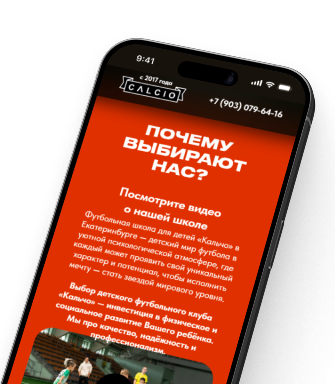 9:41
с 2017 года
CALCIO
+7 (903) 079-64-16
ПОЧЕМУ
ВЫБИРАЮТ
НАС?
Посмотрите видео
о нашей школе
Футбольная школа для детей «Кальчо» в
Екатеринбурге — детский мир футбола в
уютной психологической атмосфере, где
каждый может проявить свой уникальный
характер и потенциал, чтобы исполнить
мечту — стать звездой мирового уровня.
Выбор детского футбольного клуба
«Кальчо» — инвестиция в физическое и
социальное развитие Вашего ребёнка.
Мы про качество, надёжность и
профессионализм.